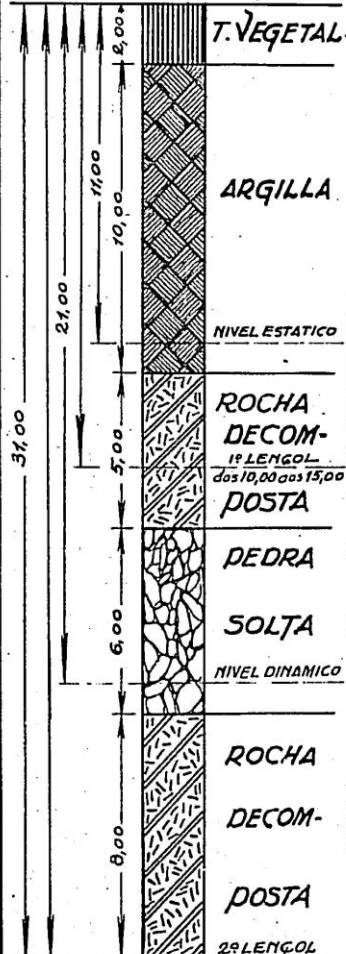 2,00
T. VEGETAL
10,00
ARGILLA
11,00
21,00
31,00
NIVEL ESTATICO
5,00
ROCHA
DECOM-
1º LENÇOL
dos 10,00 aos 15,00
POSTA
6,00
PEDRA
SOLTA
NIVEL DINAMICO
8,00
ROCHA
DECOM-
POSTA
2º LENÇOL